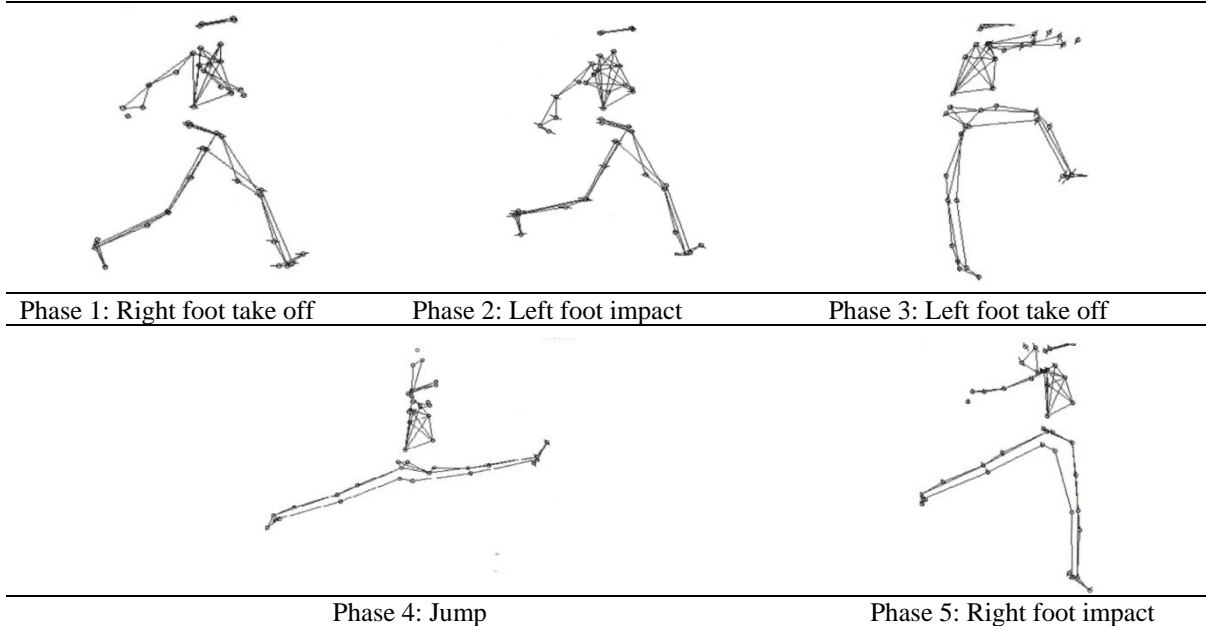 Phase 1: Right foot take off
Phase 2: Left foot impact
Phase 3: Left foot take off
Phase 4: Jump
Phase 5: Right foot impact